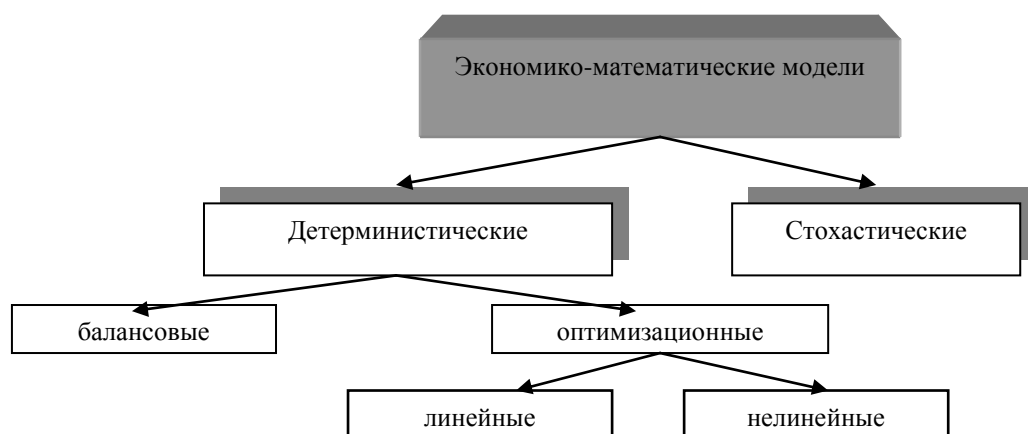 Экономико-математические модели
Детерминистические
Стохастические
балансовые
оптимизационные
линейные
нелинейные